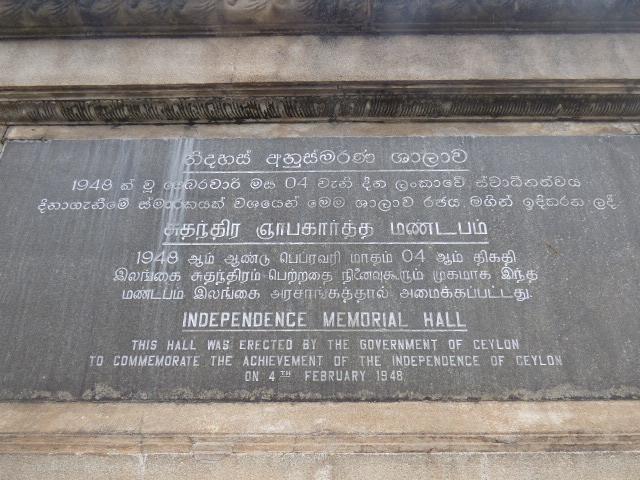 නිදහස් අනුස්මරණ ශාලාව
1948 ක් වූ පෙබරවාරි මස 04 වැනි දින ලංකාවේ ස්වාධීනත්වය
දිනාගැනීමේ ස්මාරකයක් වශයෙන් මෙම ශාලාව රජය මගින් ඉදිකරන ලදී.
சுதந்திர ஞாபகார்த்த மண்டபம்
1948 ஆம் ஆண்டு பெப்ரவரி மாதம் 04 ஆம் திகதி
இலங்கை சுதந்திரம் பெற்றதை நினைவுகூரும் முகமாக இந்த
மண்டபம் இலங்கை அரசாங்கத்தால் அமைக்கப்பட்டது.
INDEPENDENCE MEMORIAL HALL
THIS HALL WAS ERECTED BY THE GOVERNMENT OF CEYLON
TO COMMEMORATE THE ACHIEVEMENT OF THE INDEPENDENCE OF CEYLON
ON 4TH FEBRUARY 1948.